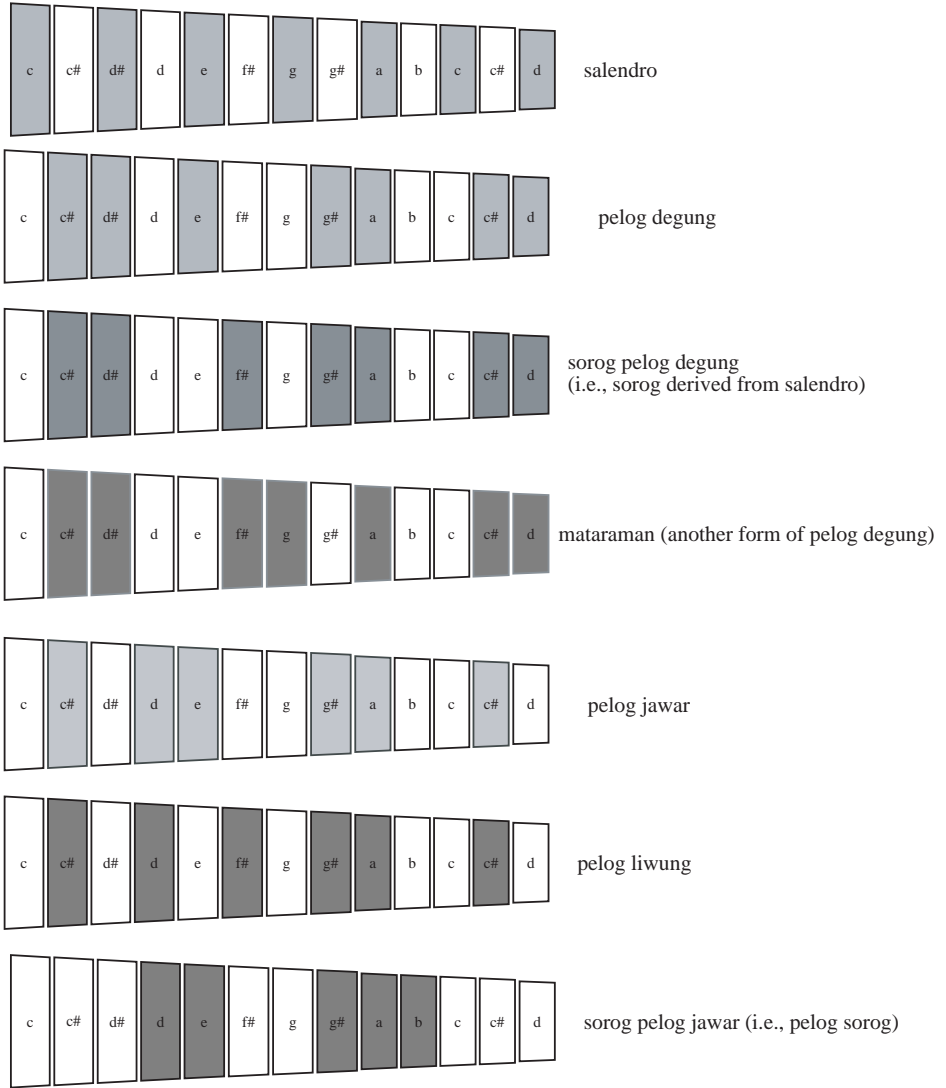 c c# d# d e f# g g# a b c c# d salendro
c c# d# d e f# g g# a b c c# d pelog degung
c c# d# d e f# g g# a b c c# d sorog pelog degung
(i.e., sorog derived from salendro)
c c# d# d e f# g g# a b c c# d mataraman (another form of pelog degung)
c c# d# d e f# g g# a b c c# d pelog jawar
c c# d# d e f# g g# a b c c# d pelog liwung
c c# d# d e f# g g# a b c c# d sorog pelog jawar (i.e., pelog sorog)